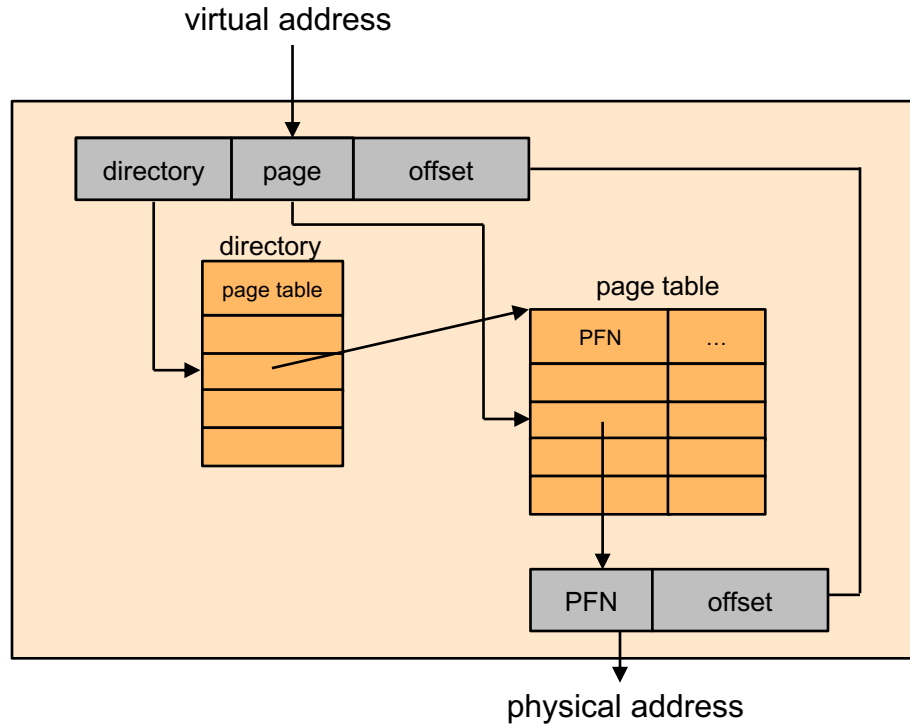 virtual address
directory page offset
directory
page table
page table
PFN …
PFN offset
physical address